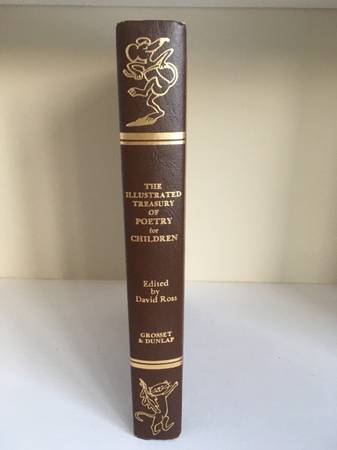 THE
ILLUSTRATED
TREASURY
OF
POETRY
for
CHILDREN
Edited
by
David Ross
GROSSET
& DUNLAP